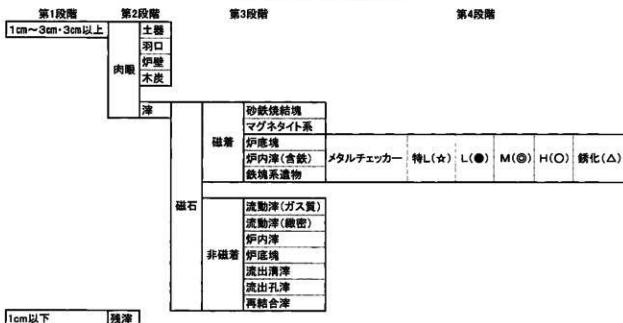 第1段階 第2段階 第3段階 第4段階
1cm～3cm・3cm以上 肉眼 土器
羽口
炉壁
木炭
滓 磁石 磁着 砂鉄焼結塊
マグネタイト系
炉底塊
炉内滓(含鉄) メタルチェッカー 特L(☆) L(●) M(◎) H(○) 銹化(△)
鉄塊系遺物
非磁着 流動滓(ガス質)
流動滓(緻密)
炉内滓
炉底塊
流出溝滓
流出孔滓
再結合滓
1cm以下 残滓